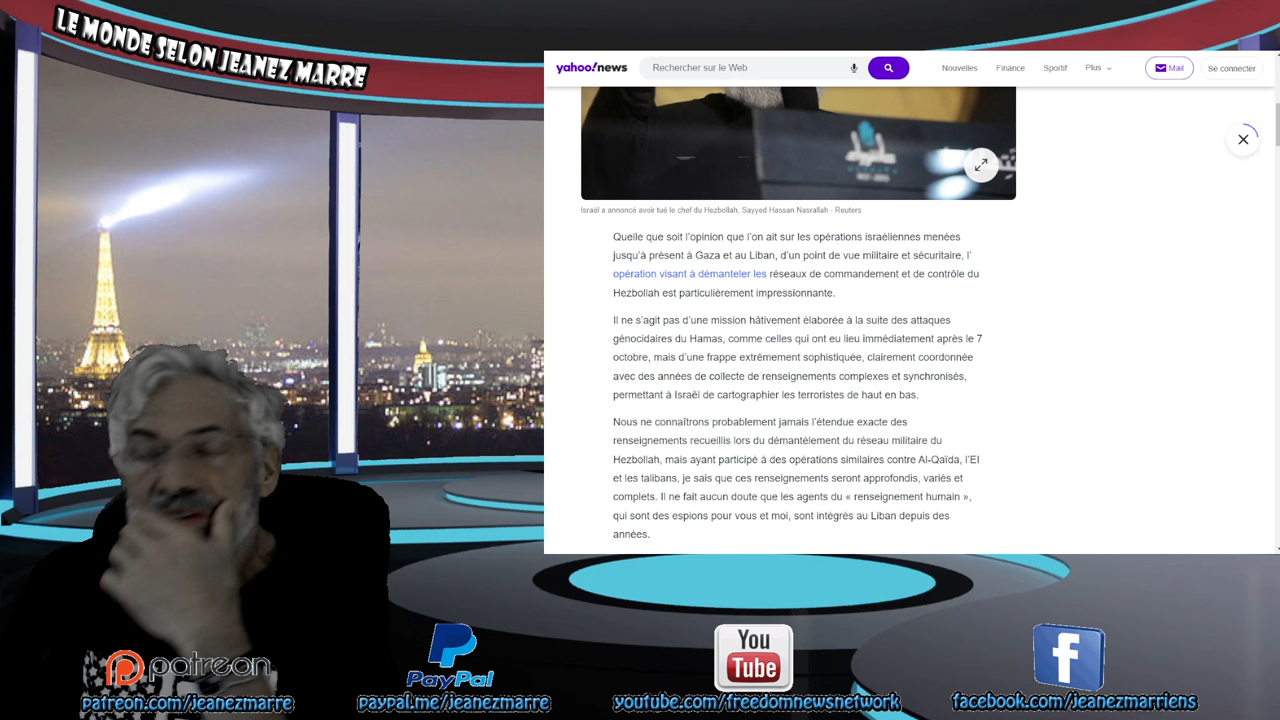 LE MONDE SELON JEANEZ MARRE
yahoo!news
Rechercher sur le Web
Nouvelles
Finance
Sportif
Plus
Mail
Se connecter
Israël a annoncé avoir tué le chef du Hezbollah, Sayyed Hassan Nasrallah - Reuters
Quelle que soit l'opinion que l'on ait sur les opérations israéliennes menées
jusqu'à présent à Gaza et au Liban, d'un point de vue militaire et sécuritaire, l'
opération visant à démanteler les réseaux de commandement et de contrôle du
Hezbollah est particulièrement impressionnante.
Il ne s'agit pas d'une mission hâtivement élaborée à la suite des attaques
génocidaires du Hamas, comme celles qui ont eu lieu immédiatement après le 7
octobre, mais d'une frappe extrêmement sophistiquée, clairement coordonnée
avec des années de collecte de renseignements complexes et synchronisés,
permettant à Israël de cartographier les terroristes de haut en bas.
Nous ne connaîtrons probablement jamais l'étendue exacte des
renseignements recueillis lors du démantèlement du réseau militaire du
Hezbollah, mais ayant participé à des opérations similaires contre Al-Qaïda, l'EI
et les talibans, je sais que ces renseignements seront approfondis, variés et
complets. Il ne fait aucun doute que les agents du « renseignement humain »,
qui sont des espions pour vous et moi, sont intégrés au Liban depuis des
années.
patreon
PayPal
You
Tube
patreon.com/jeanezmarre
paypal.me/jeanezmarre
youtube.com/freedomnewsnetwork
facebook.com/jeanezmarriens